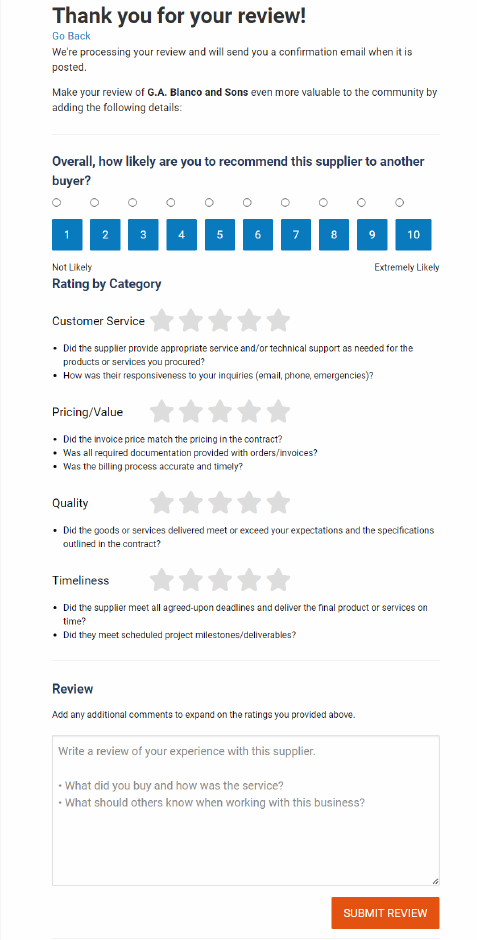 Thank you for your review!
Go Back
We're processing your review and will send you a confirmation email when it is
posted.
Make your review of G.A. Blanco and Sons even more valuable to the community by
adding the following details:
Overall, how likely are you to recommend this supplier to another
buyer?
1 2 3 4 5 6 7 8 9 10
Not Likely Extremely Likely
Rating by Category
Customer Service
• Did the supplier provide appropriate service and/or technical support as needed for the
products or services you procured?
• How was their responsiveness to your inquiries (email, phone, emergencies)?
Pricing/Value
• Did the invoice price match the pricing in the contract?
• Was all required documentation provided with orders/invoices?
• Was the billing process accurate and timely?
Quality
• Did the goods or services delivered meet or exceed your expectations and the specifications
outlined in the contract?
Timeliness
• Did the supplier meet all agreed-upon deadlines and deliver the final product or services on
time?
• Did they meet scheduled project milestones/deliverables?
Review
Add any additional comments to expand on the ratings you provided above.
Write a review of your experience with this supplier.
• What did you buy and how was the service?
• What should others know when working with this business?
SUBMIT REVIEW